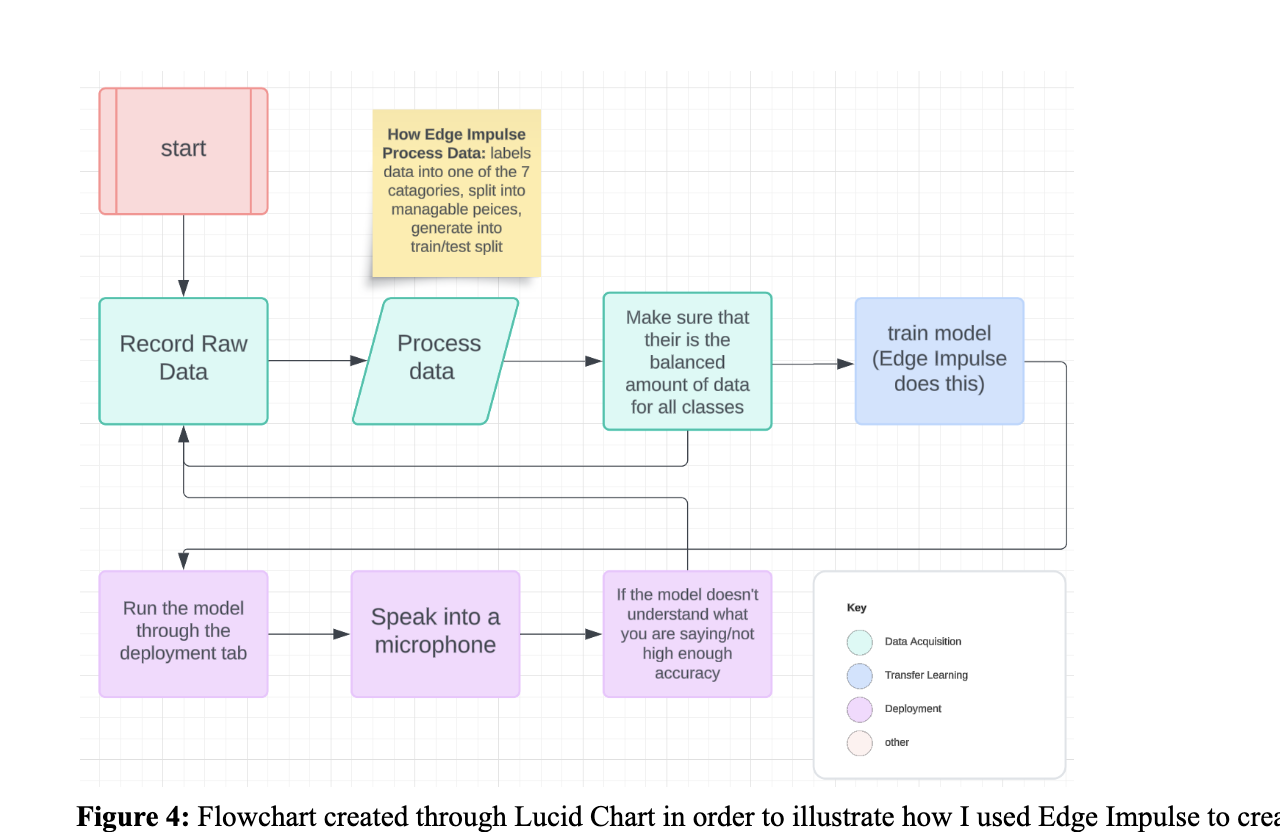 start
How Edge Impulse
Process Data: labels
data into one of the 7
catagories, split into
managable peices,
generate into
train/test split
Record Raw
Data
Process
data
Make sure that
their is the
balanced
amount of data
for all classes
train model
(Edge Impulse
does this)
Run the model
through the
deployment tab
Speak into a
microphone
If the model doesn't
understand what
you are saying/not
high enough
accuracy
Key
Data Acquisition
Transfer Learning
Deployment
other
Figure 4: Flowchart created through Lucid Chart in order to illustrate how I used Edge Impulse to